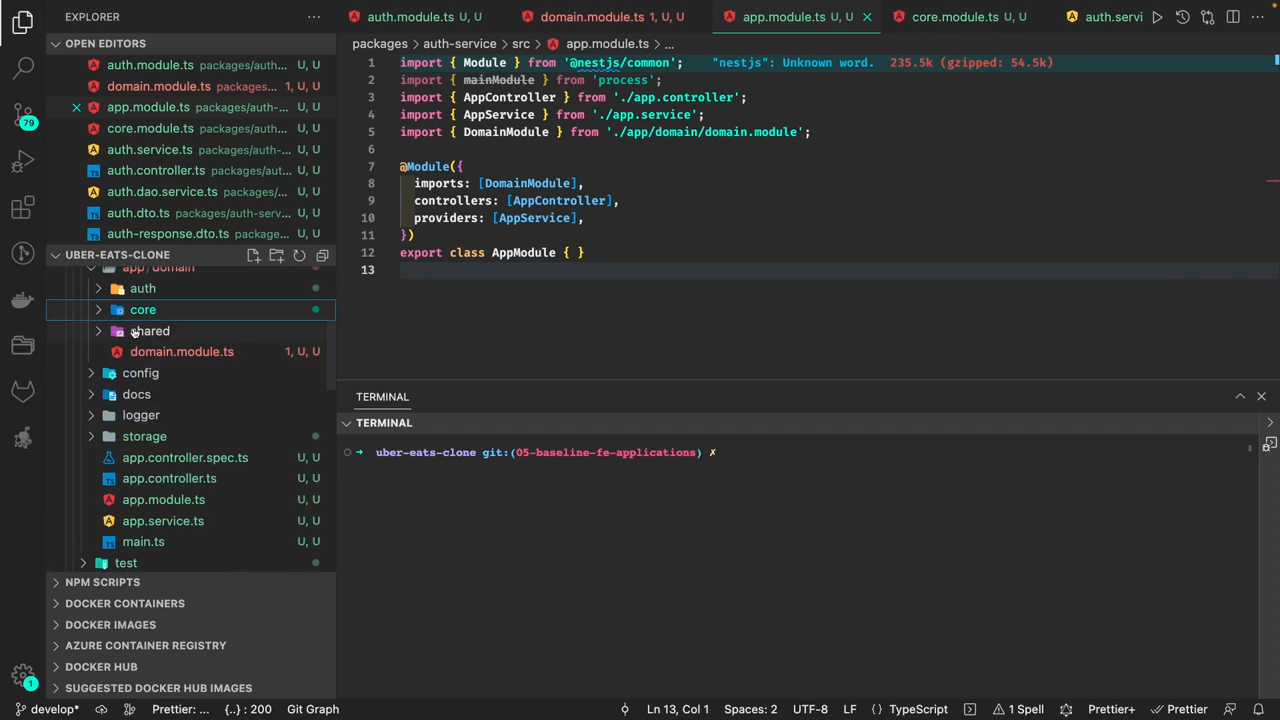 EXPLORER
OPEN EDITORS
auth.module.ts packages/auth-...
domain.module.ts packages... 1, U, U
app.module.ts packages/auth-...
core.module.ts packages/auth...
auth.service.ts packages/auth-...
auth.controller.ts packages/aut...
auth.dao.service.ts packages/...
auth.dto.ts packages/auth-serv...
auth-response.dto.ts packages...
UBER-EATS-CLONE
app/domain
auth
core
shared
domain.module.ts 1, U, U
config
docs
logger
storage
app.controller.spec.ts U, U
app.controller.ts U, U
app.module.ts U, U
app.service.ts U, U
main.ts U, U
test
NPM SCRIPTS
DOCKER CONTAINERS
DOCKER IMAGES
AZURE CONTAINER REGISTRY
DOCKER HUB
SUGGESTED DOCKER HUB IMAGES
79
1
auth.module.ts U, U
domain.module.ts 1, U, U
app.module.ts U, U
core.module.ts U, U
auth.servi
packages > auth-service > src > app.module.ts > ...
1 import { Module } from '@nestjs/common'; "nestjs": Unknown word. 235.5k (gzipped: 54.5k)
2 import { mainModule } from 'process';
3 import { AppController } from './app.controller';
4 import { AppService } from './app.service';
5 import { DomainModule } from './app/domain/domain.module';
6
7 @Module({
8 imports: [DomainModule],
9 controllers: [AppController],
10 providers: [AppService],
11 })
12 export class AppModule { }
13
TERMINAL
TERMINAL
uber-eats-clone git:(05-baseline-fe-applications) ✗
develop* Prettier: ... {..} : 200 Git Graph Ln 13, Col 1 Spaces: 2 UTF-8 LF {} TypeScript 1 Spell Prettier+ Prettier